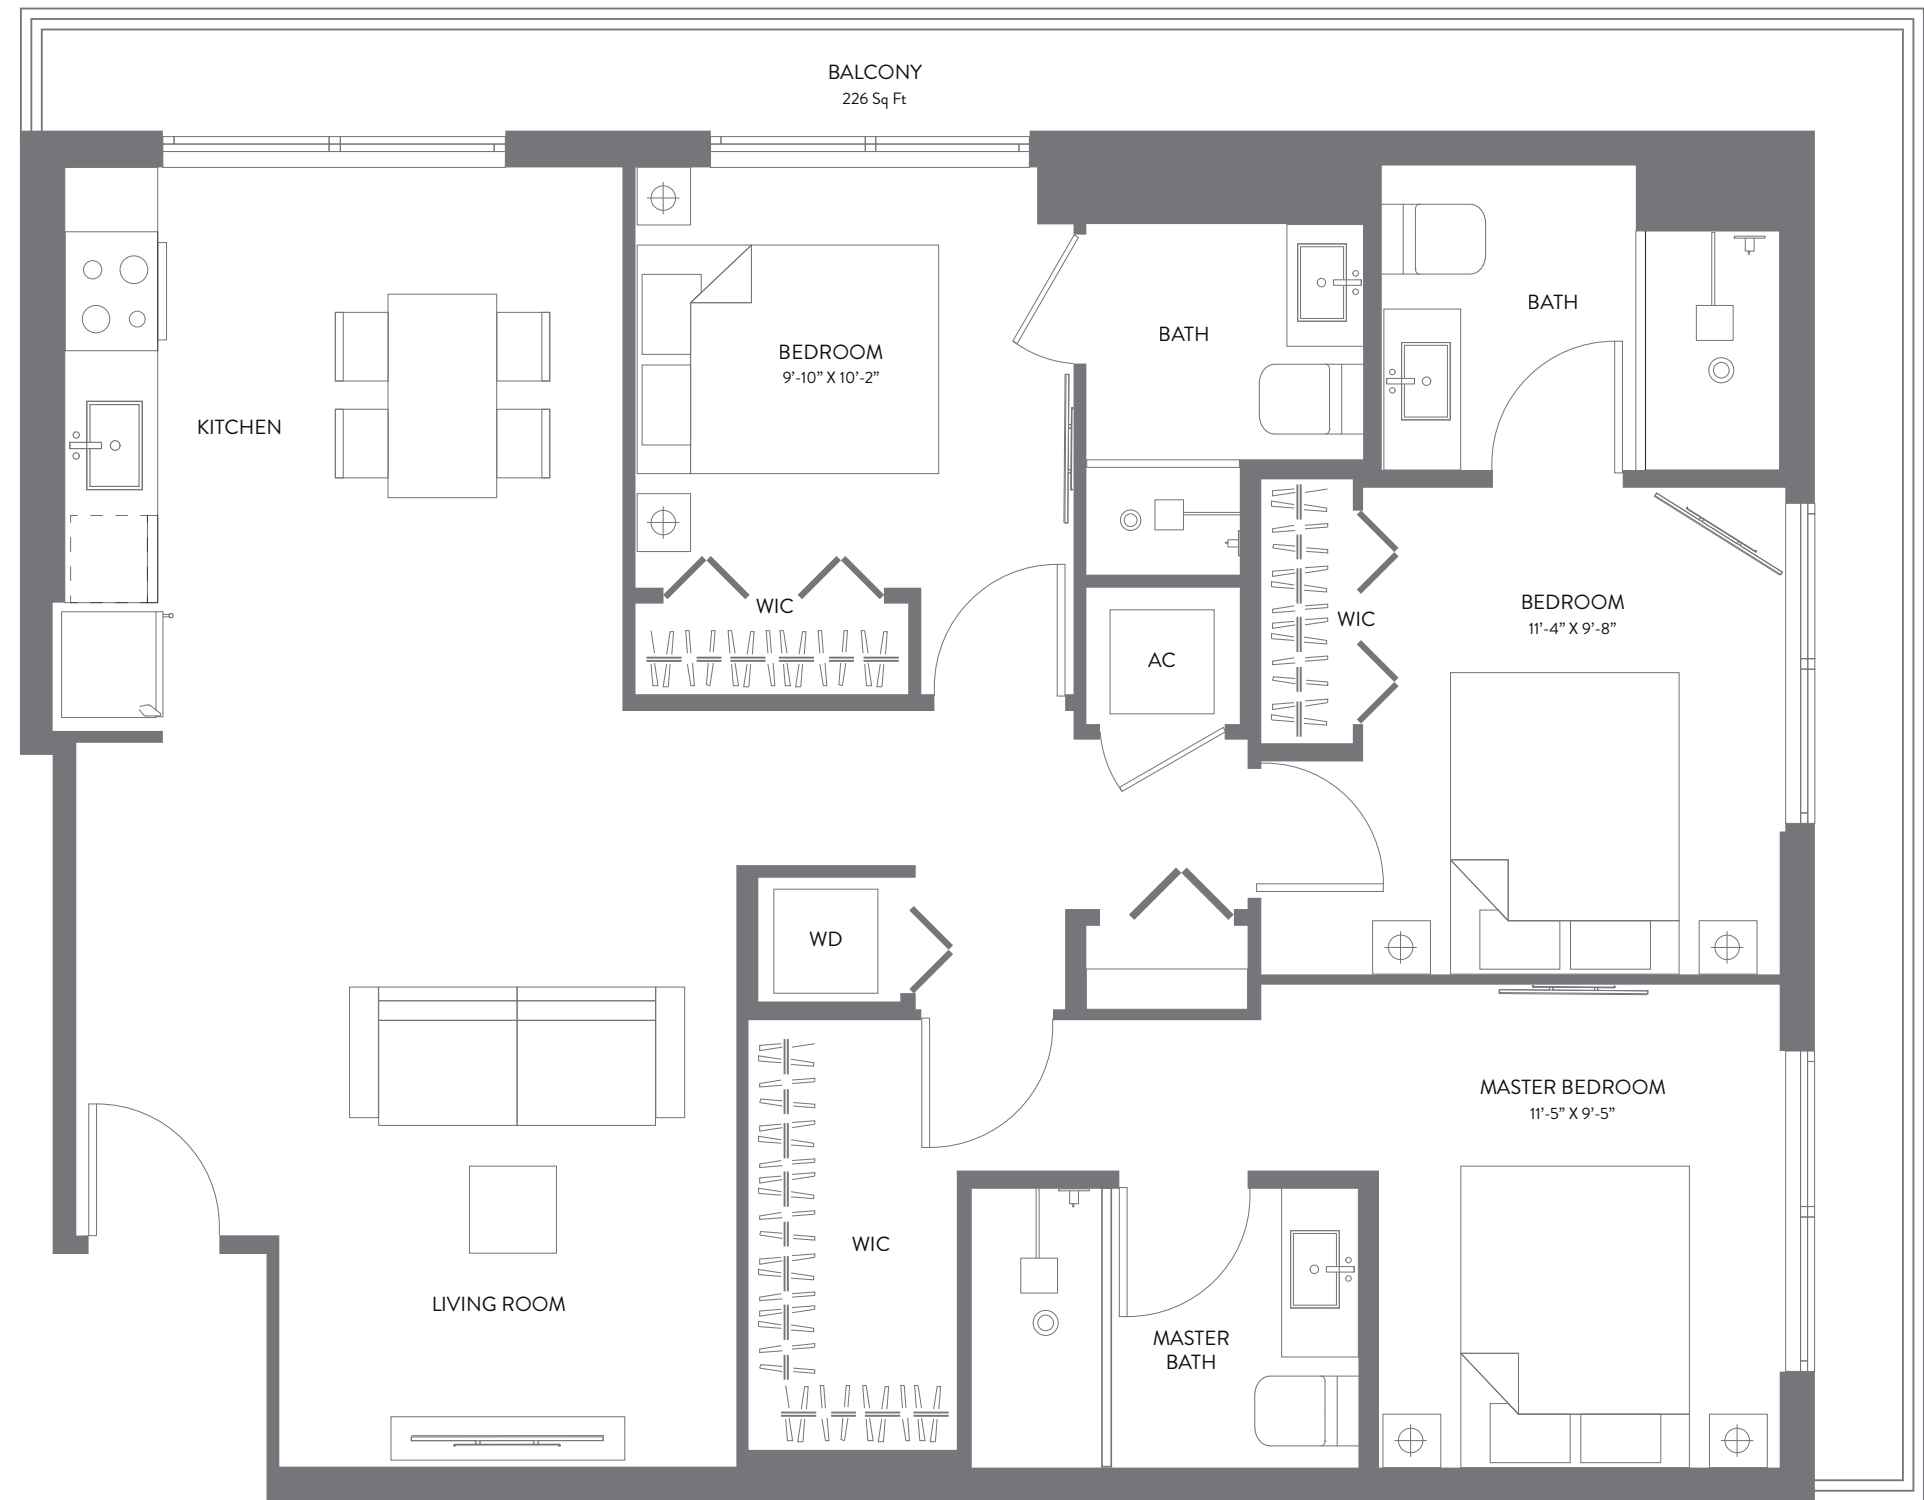 BALCONY
226 Sq Ft
BEDROOM
9’-10” X 10’-2”
BATH
BATH
KITCHEN
WIC
AC
WIC
BEDROOM
11’-4” X 9’-8”
WD
MASTER BEDROOM
11’-5” X 9’-5”
WIC
LIVING ROOM
MASTER
BATH